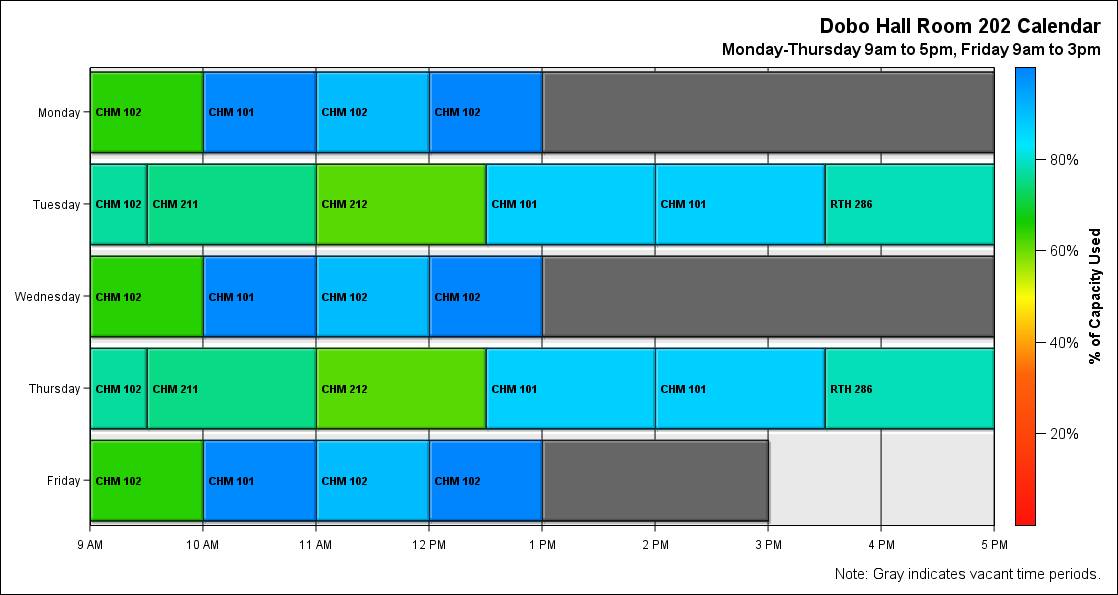 Dobo Hall Room 202 Calendar
Monday-Thursday 9am to 5pm, Friday 9am to 3pm
Monday CHM 102 CHM 101 CHM 102 CHM 102
Tuesday CHM 102 CHM 211 CHM 212 CHM 101 CHM 101 RTH 286
Wednesday CHM 102 CHM 101 CHM 102 CHM 102
Thursday CHM 102 CHM 211 CHM 212 CHM 101 CHM 101 RTH 286
Friday CHM 102 CHM 101 CHM 102 CHM 102
9 AM 10 AM 11 AM 12 PM 1 PM 2 PM 3 PM 4 PM 5 PM
80%
60%
40%
20%
% of Capacity Used
Note: Gray indicates vacant time periods.